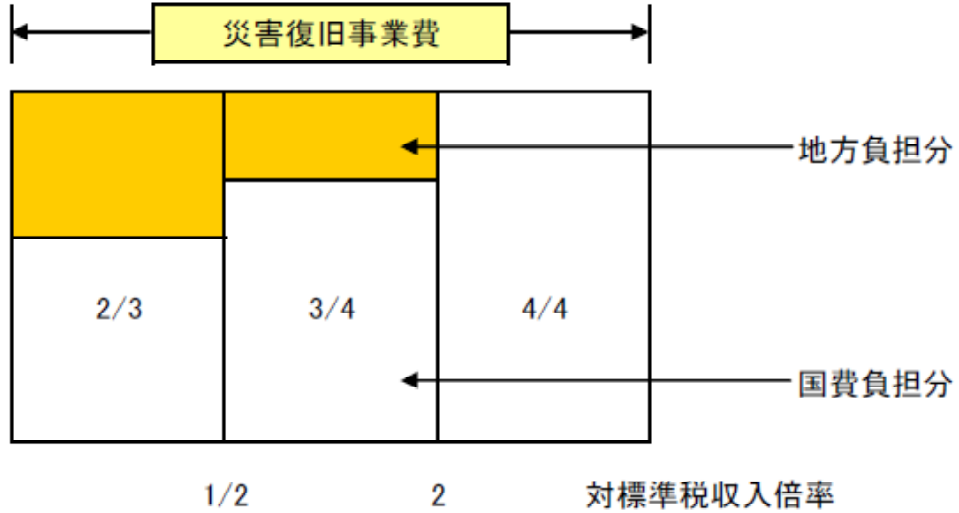 災害復旧事業費
地方負担分
2/3
3/4
4/4
国費負担分
1/2
2
対標準税収入倍率